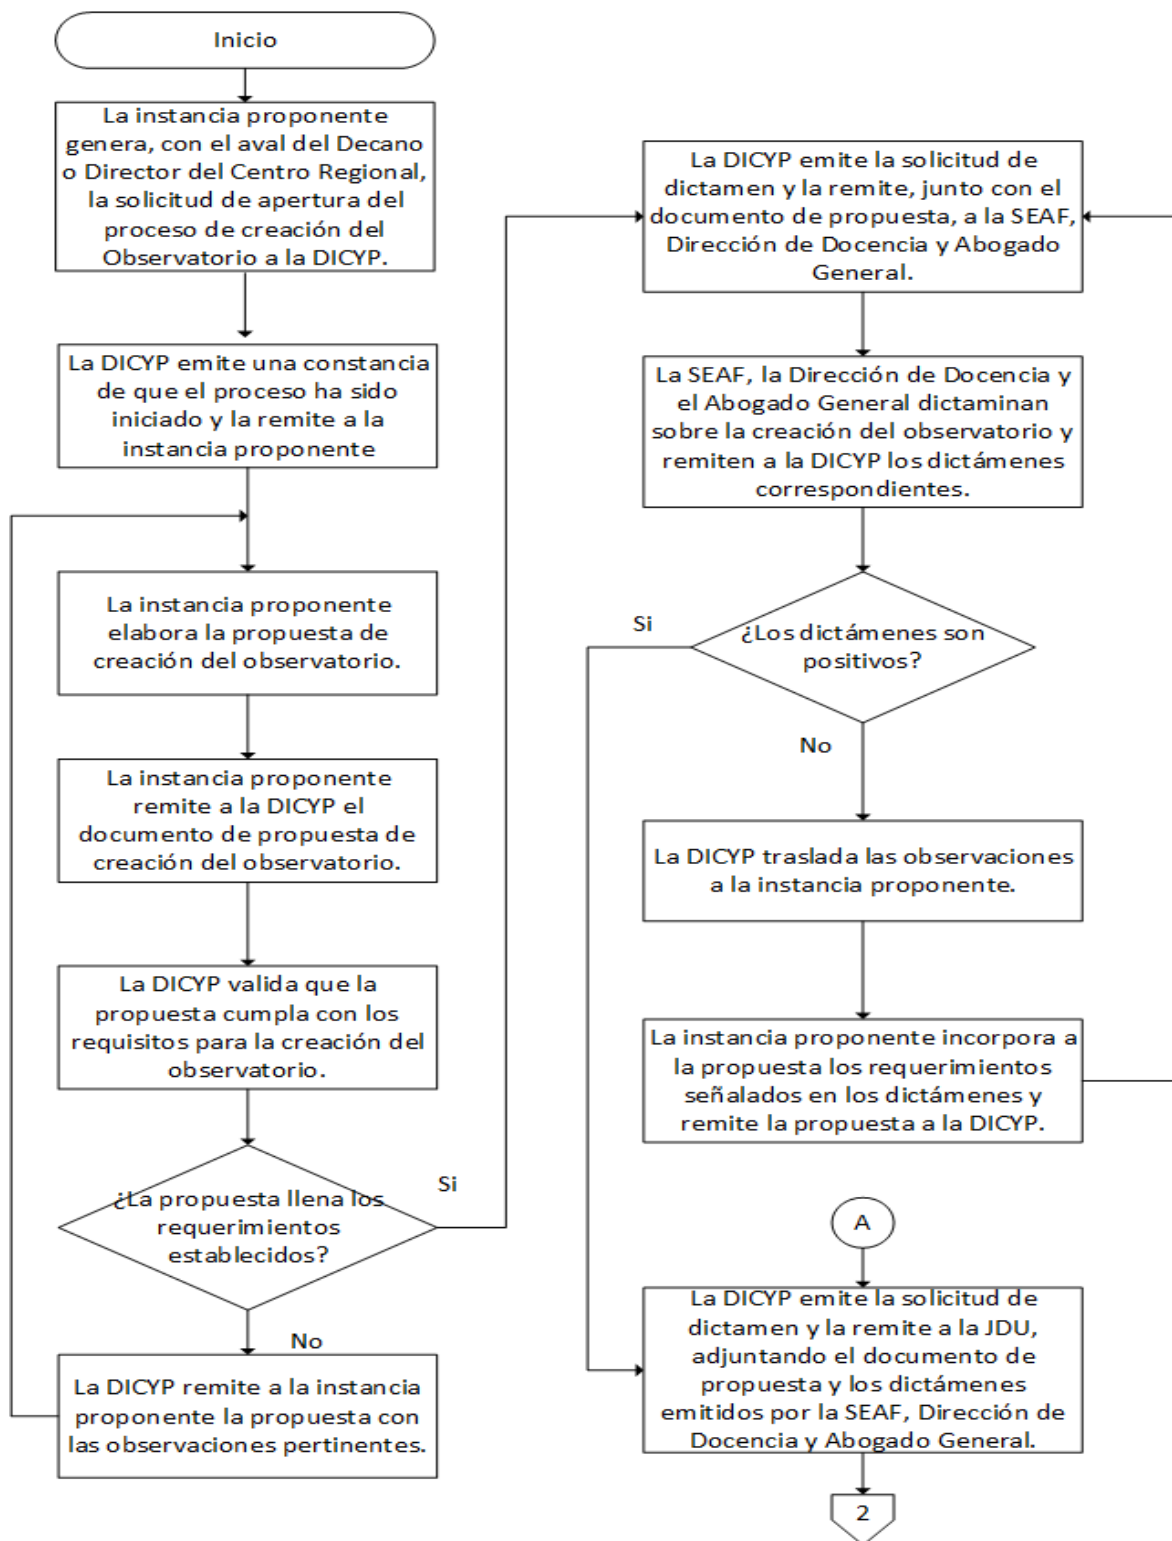 Inicio
La instancia proponente
genera, con el aval del Decano
o Director del Centro Regional,
la solicitud de apertura del
proceso de creación del
Observatorio a la DICYP.
La DICYP emite una constancia
de que el proceso ha sido
iniciado y la remite a la
instancia proponente
La instancia proponente
elabora la propuesta de
creación del observatorio.
La instancia proponente
remite a la DICYP el
documento de propuesta de
creación del observatorio.
La DICYP valida que la
propuesta cumpla con los
requisitos para la creación del
observatorio.
¿La propuesta llena los
requerimientos
establecidos?
Si
No
La DICYP remite a la instancia
proponente la propuesta con
las observaciones pertinentes.
La DICYP emite la solicitud de
dictamen y la remite, junto con el
documento de propuesta, a la SEAF,
Dirección de Docencia y Abogado
General.
La SEAF, la Dirección de Docencia y
el Abogado General dictaminan
sobre la creación del observatorio y
remiten a la DICYP los dictámenes
correspondientes.
¿Los dictámenes son
positivos?
Si
No
La DICYP traslada las observaciones
a la instancia proponente.
La instancia proponente incorpora a
la propuesta los requerimientos
señalados en los dictámenes y
remite la propuesta a la DICYP.
A
La DICYP emite la solicitud de
dictamen y la remite a la JDU,
adjuntando el documento de
propuesta y los dictámenes
emitidos por la SEAF, Dirección de
Docencia y Abogado General.
2